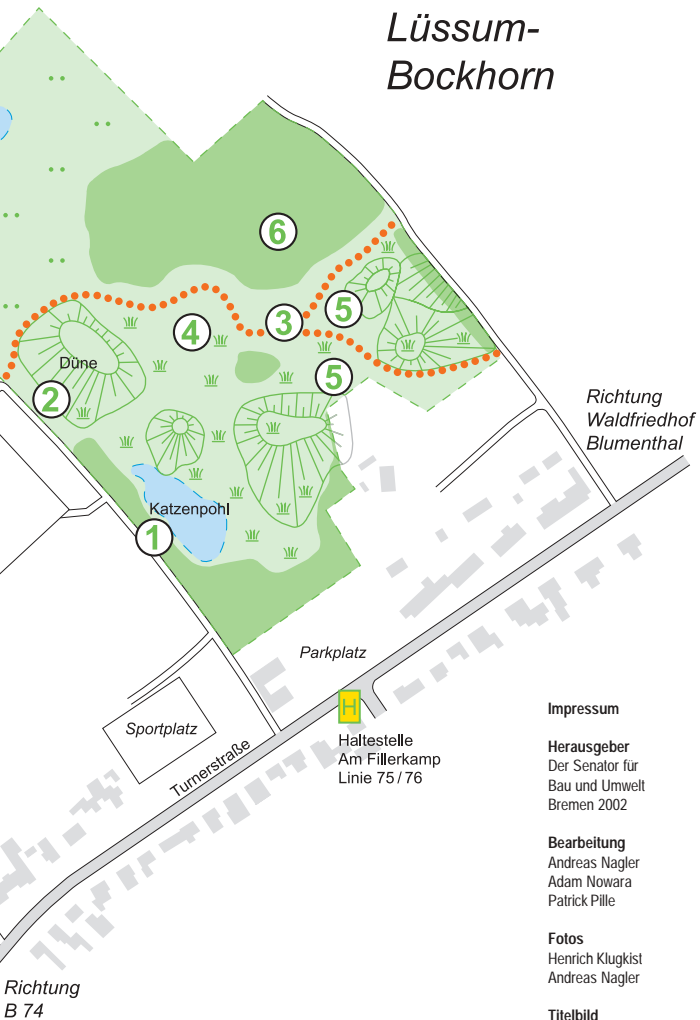 Lüssum-
Bockhorn
6
5
3
4
Düne
5
2
Richtung
Waldfriedhof
Blumenthal
Katzenpohl
1
Parkplatz
H
Sportplatz
Haltestelle
Am Fillerkamp
Linie 75 / 76
Turnerstraße
Richtung
B 74
Impressum
Herausgeber
Der Senator für
Bau und Umwelt
Bremen 2002
Bearbeitung
Andreas Nagler
Adam Nowara
Patrick Pille
Fotos
Henrich Klugkist
Andreas Nagler
Titelbild